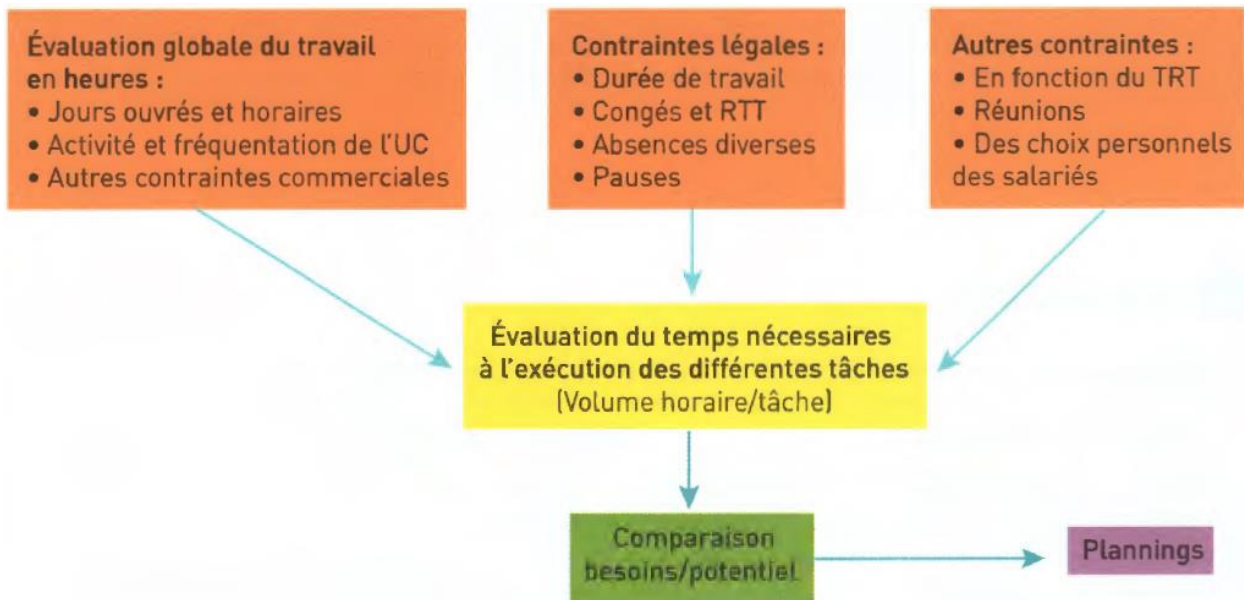 Évaluation globale du travail
en heures :
• Jours ouvrés et horaires
• Activité et fréquentation de l'UC
• Autres contraintes commerciales
Contraintes légales :
• Durée de travail
• Congés et RTT
• Absences diverses
• Pauses
Autres contraintes :
• En fonction du TRT
• Réunions
• Des choix personnels
des salariés
Évaluation du temps nécessaires
à l'exécution des différentes tâches
(Volume horaire/tâche)
Comparaison
besoins/potentiel
Plannings